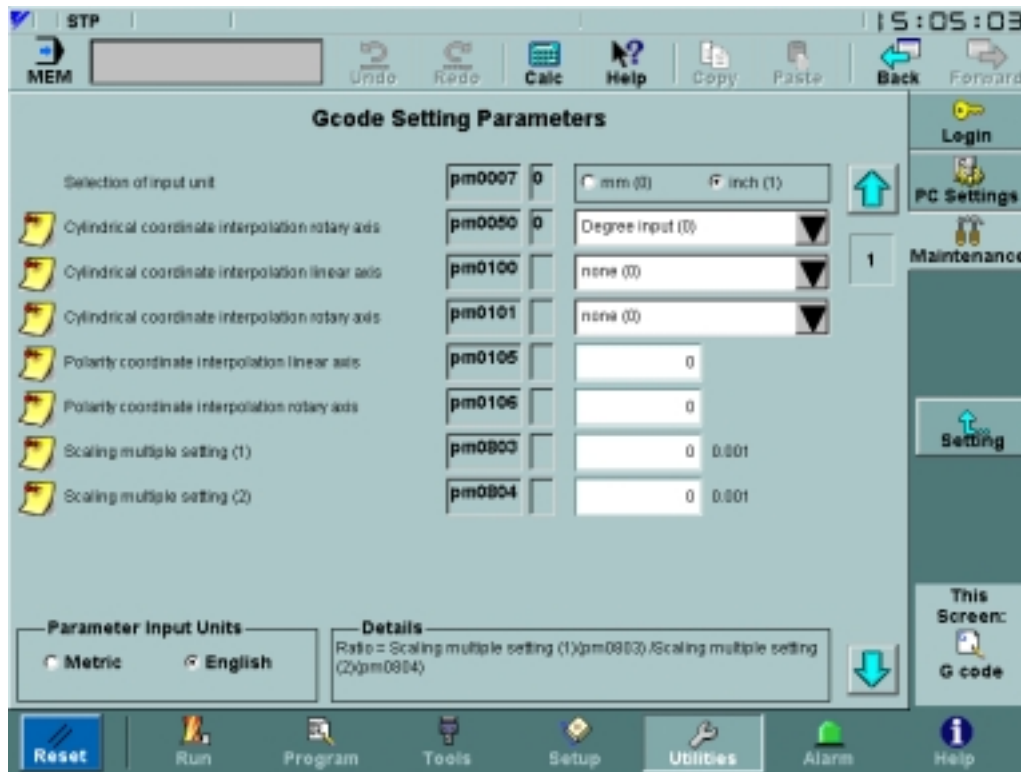 STP
15:05:03
MEM Undo Redo Calc Help Copy Paste Back Forward
Gcode Setting Parameters
Login
Selection of input unit pm0007 0 mm (0) inch (1)
PC Settings
Cylindrical coordinate interpolation rotary axis pm0050 0 Degree input (0)
Cylindrical coordinate interpolation linear axis pm0100 none (0) 1
Maintenance
Cylindrical coordinate interpolation rotary axis pm0101 none (0)
Polarity coordinate interpolation linear axis pm0105 0
Polarity coordinate interpolation rotary axis pm0106 0
Setting
Scaling multiple setting (1) pm0803 0 0.001
Scaling multiple setting (2) pm0804 0 0.001
This
Screen:
G code
Parameter Input Units
Metric English
Details
Ratio = Scaling multiple setting (1)(pm0803) /Scaling multiple setting
(2)(pm0804)
Reset Run Program Tools Setup Utilities Alarm Help